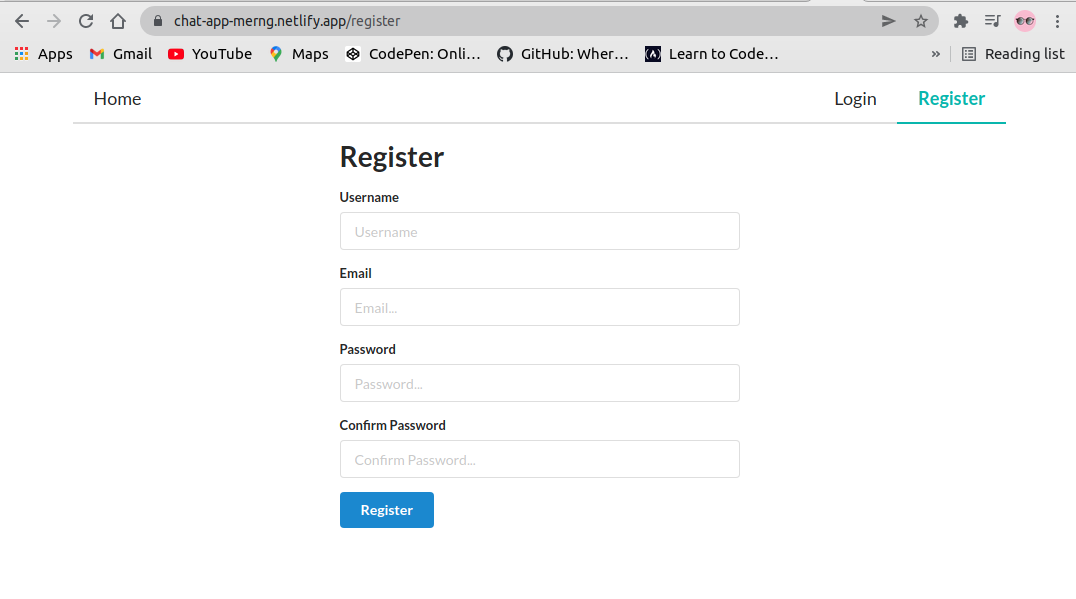 chat-app-merng.netlify.app/register
Apps Gmail YouTube Maps CodePen: Onli... GitHub: Wher... Learn to Code... » Reading list
Home Login Register
Register
Username
Username
Email
Email...
Password
Password...
Confirm Password
Confirm Password...
Register